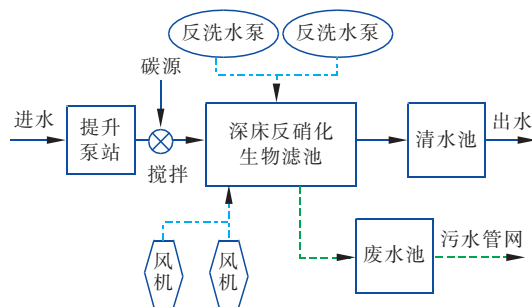 反洗水泵
反洗水泵
碳源
进水
提升
泵站
搅拌
深床反硝化
生物滤池
清水池
出水
风
机
风
机
废水池
污水管网